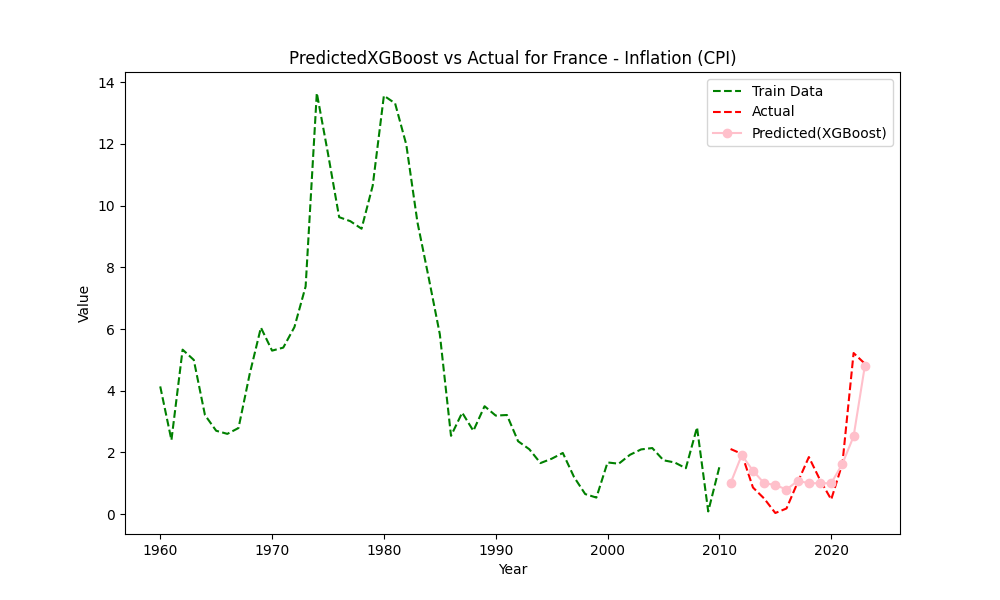 PredictedXGBoost vs Actual for France - Inflation (CPI)
Train Data
Actual
Predicted(XGBoost)
Value
14
12
10
8
6
4
2
0
1960 1970 1980 1990 2000 2010 2020
Year